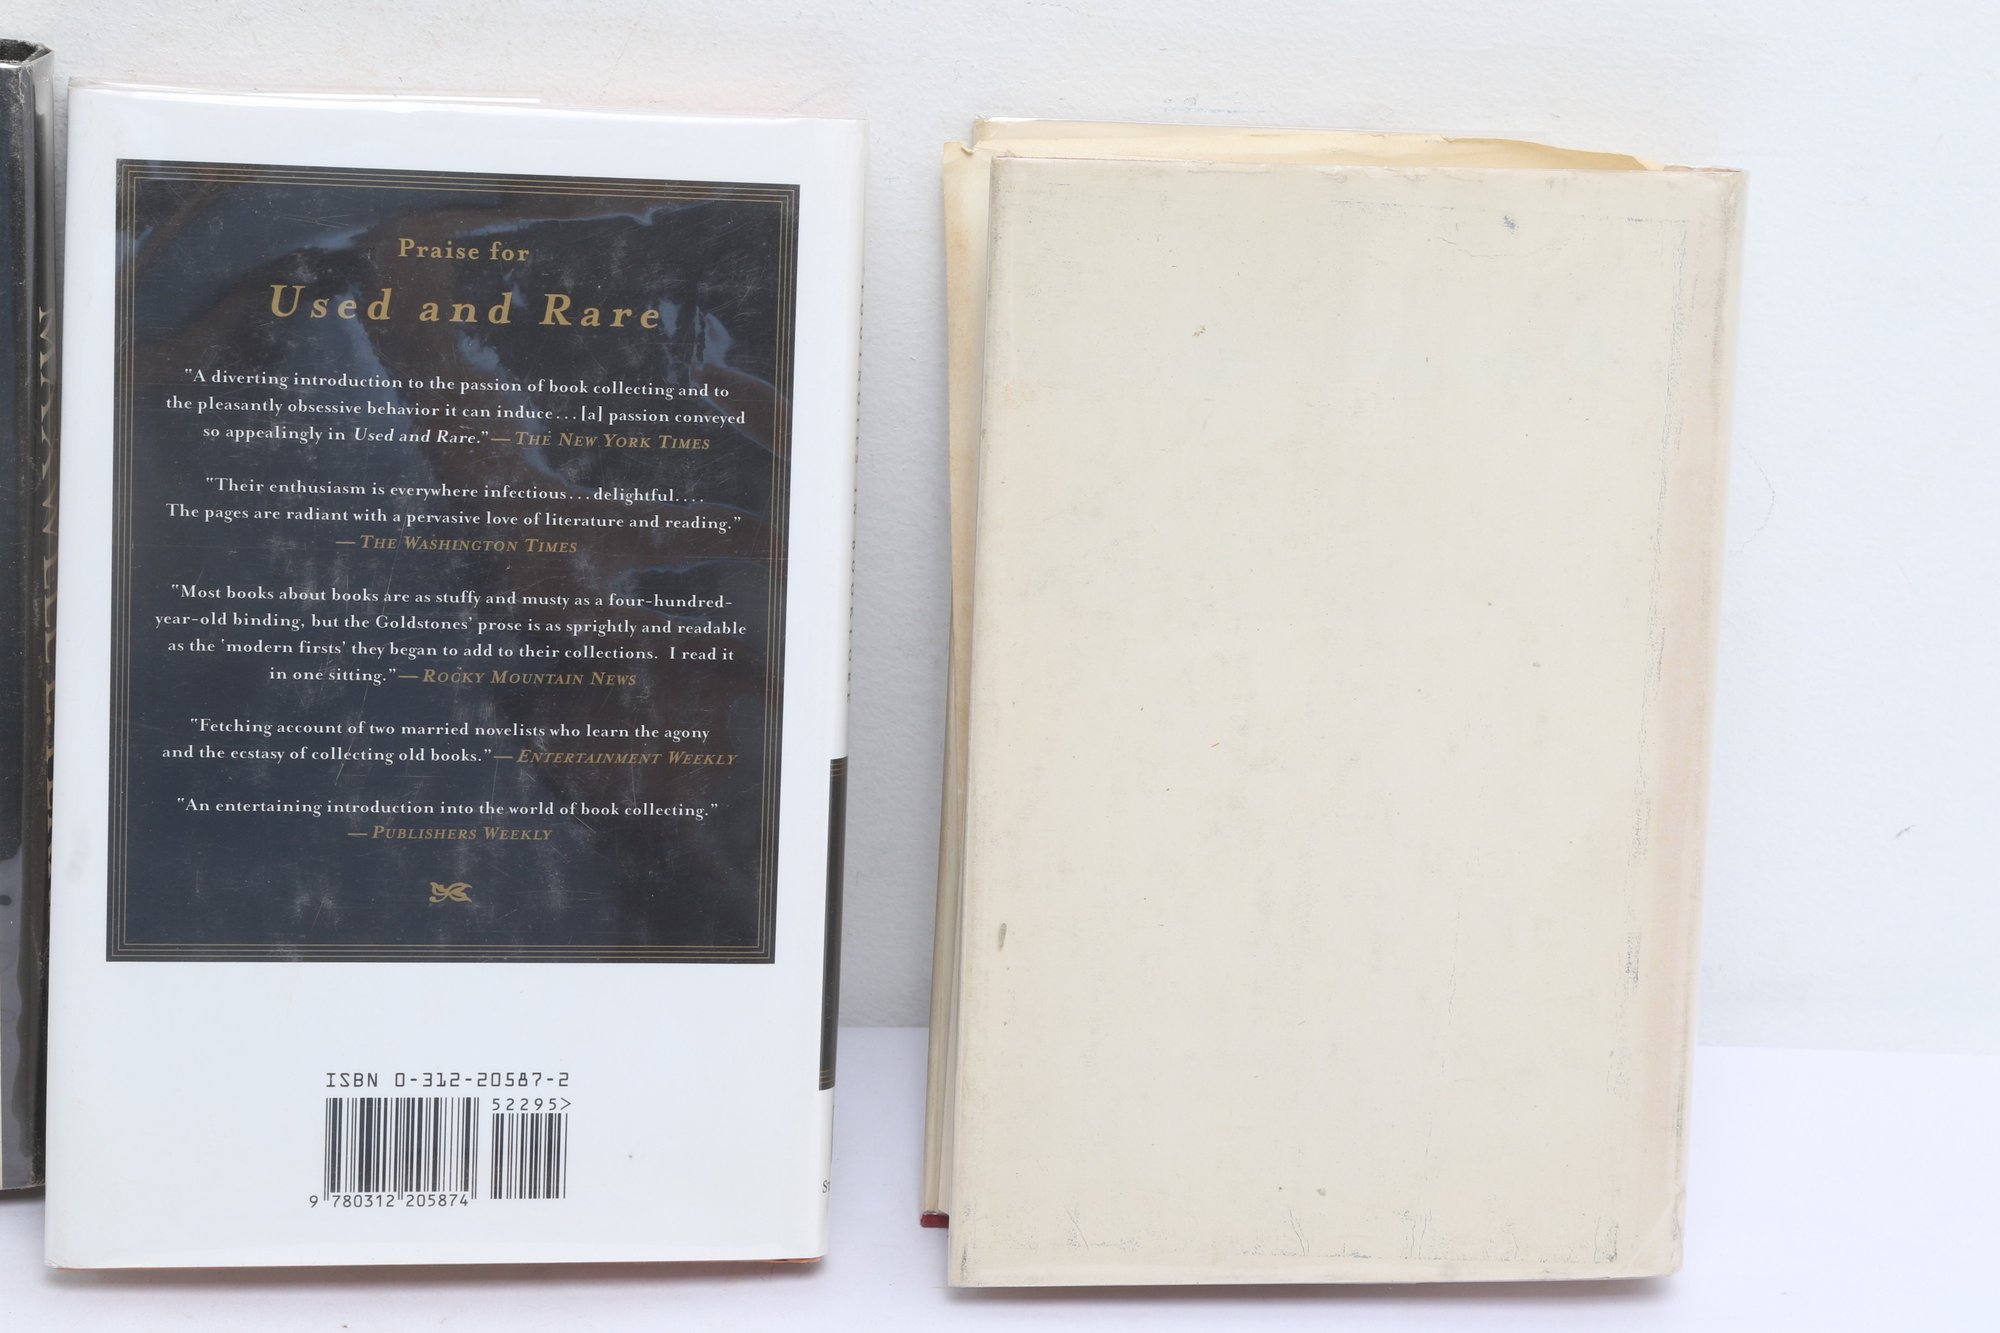 Praise for
Used and Rare
"A diverting introduction to the passion of book collecting and to
the pleasantly obsessive behavior it can induce... [a] passion conveyed
so appealingly in Used and Rare."—THE NEW YORK TIMES
"Their enthusiasm is everywhere infectious...delightful....
The pages are radiant with a pervasive love of literature and reading."
—THE WASHINGTON TIMES
"Most books about books are as stuffy and musty as a four-hundred-
year-old binding, but the Goldstones' prose is as sprightly and readable
as the 'modern firsts' they began to add to their collections. I read it
in one sitting."—ROCKY MOUNTAIN NEWS
"Fetching account of two married novelists who learn the agony
and the ecstasy of collecting old books."—ENTERTAINMENT WEEKLY
"An entertaining introduction into the world of book collecting."
—PUBLISHERS WEEKLY
ISBN 0-312-20587-2
52295>
9 780312 205874